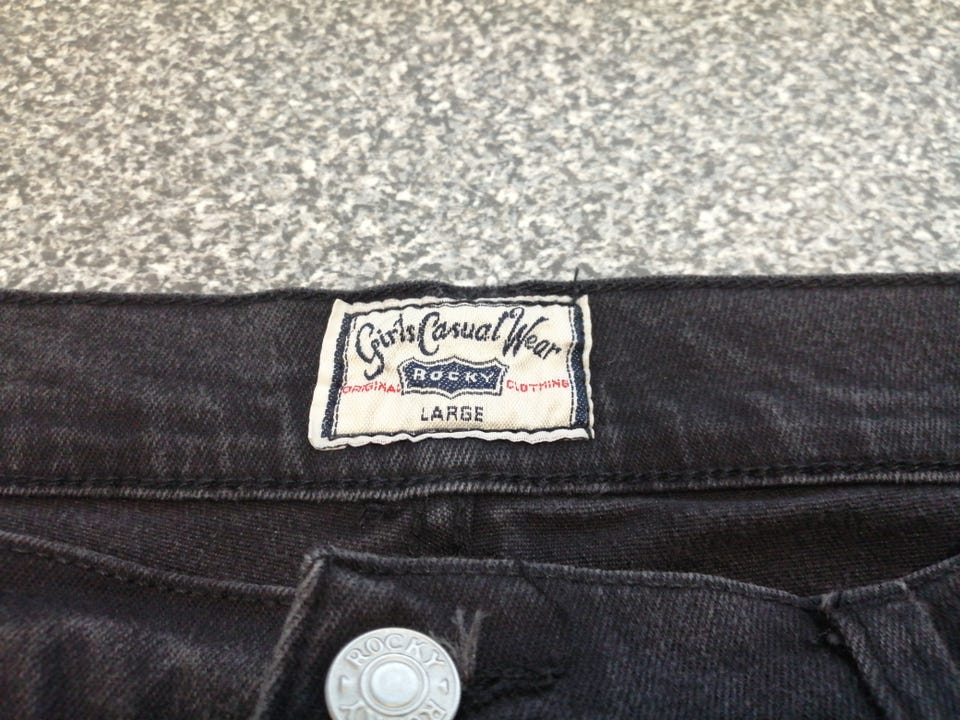 Girls Casual Wear
ORIGINAL ROCKY CLOTHING
LARGE
ROCKY